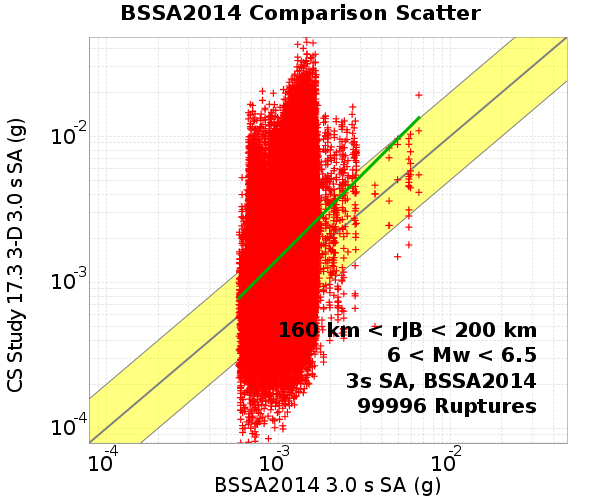 BSSA2014 Comparison Scatter
CS Study 17.3 3-D 3.0 s SA (g)
10-2
10-3
10-4
160 km < rJB < 200 km
6 < Mw < 6.5
3s SA, BSSA2014
99996 Ruptures
10-4 10-3 10-2
BSSA2014 3.0 s SA (g)